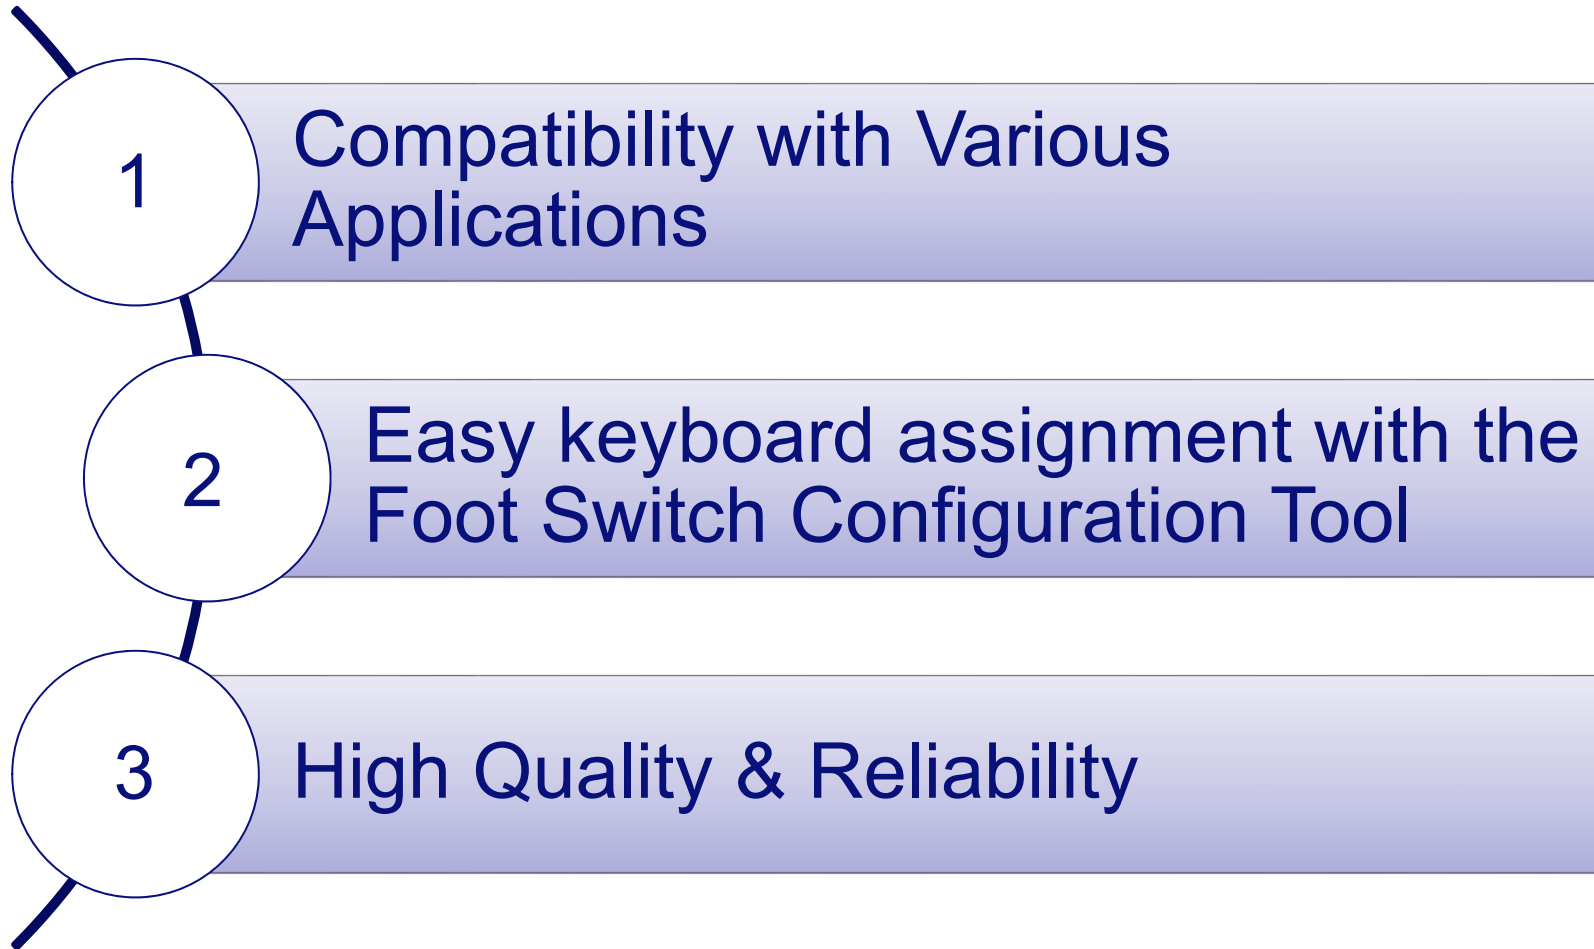 1
Compatibility with Various
Applications
2
Easy keyboard assignment with the
Foot Switch Configuration Tool
3
High Quality & Reliability